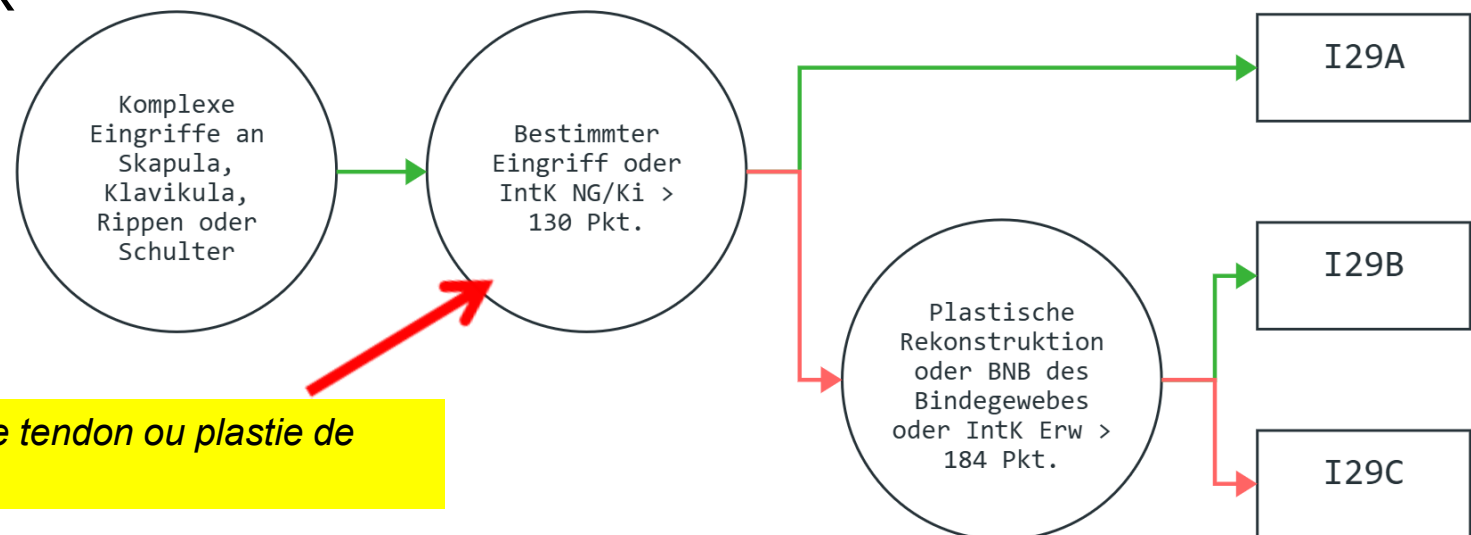 Komplexe
Eingriffe an
Skapula,
Klavikula,
Rippen oder
Schulter
Bestimmter
Eingriff oder
IntK NG/Ki >
130 Pkt.
I29A
Plastische
Rekonstruktion
oder BNB des
Bindegewebes
oder IntK Erw >
184 Pkt.
I29B
I29C
tendon ou plastie de